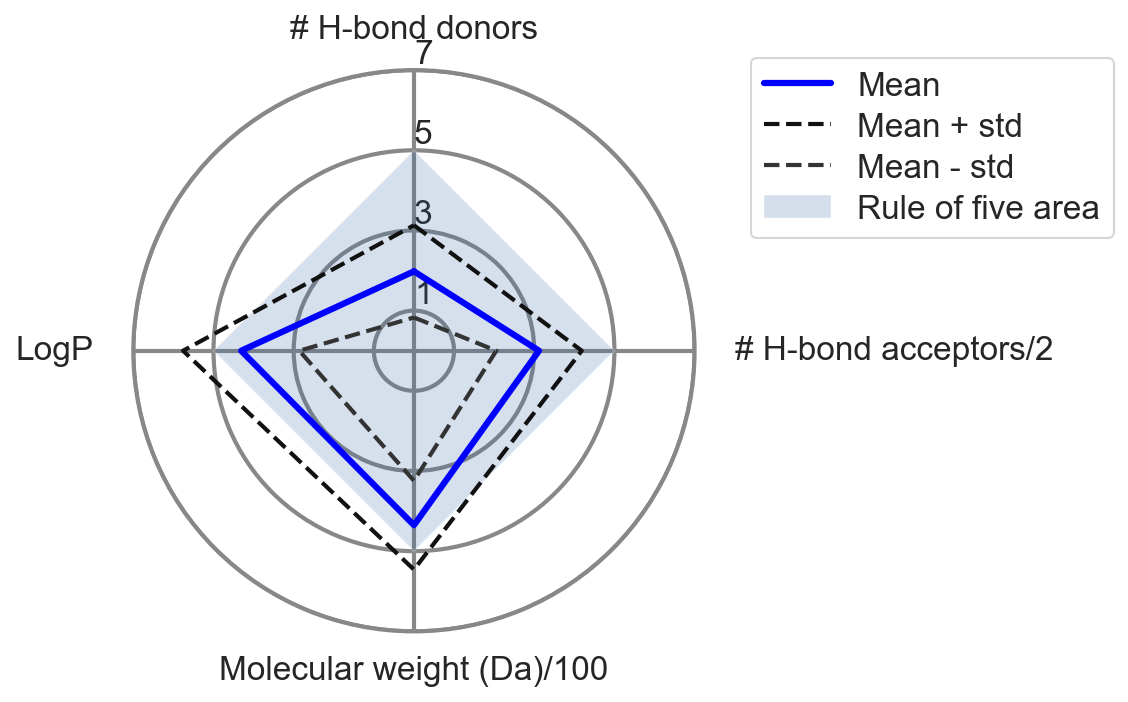 # H-bond donors
7
5
3
1
LogP
# H-bond acceptors/2
Molecular weight (Da)/100
Mean
Mean + std
Mean - std
Rule of five area